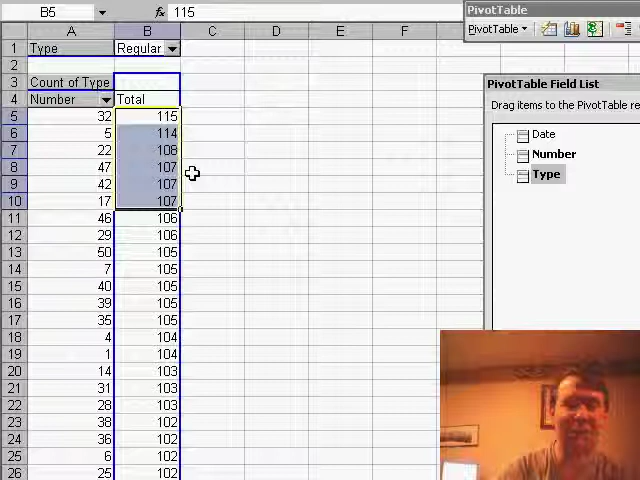 B5 fx 115
PivotTable
PivotTable
A B C D E F
1 Type Regular
2
3 Count of Type
4 Number Total
5 32 115
6 5 114
7 22 108
8 47 107
9 42 107
10 17 107
11 46 106
12 29 106
13 50 105
14 7 105
15 40 105
16 39 105
17 35 105
18 4 104
19 1 104
20 14 103
21 31 103
22 28 103
23 38 102
24 36 102
25 6 102
26 25 102
PivotTable Field List
Drag items to the PivotTable re
Date
Number
Type